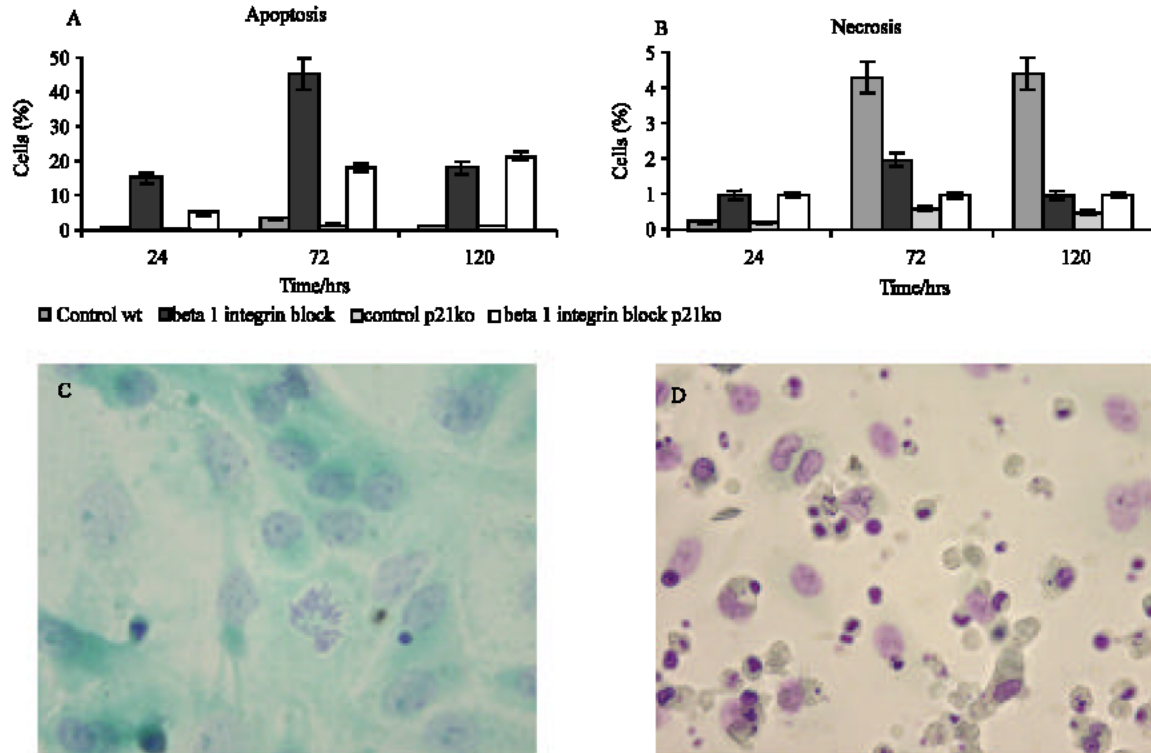 A
Apoptosis
Cells (%)
50
40
30
20
10
0
24
72
120
Time/hrs
B
Necrosis
Cells (%)
5
4
3
2
1
0
24
72
120
Time/hrs
Control wt beta 1 integrin block control p21ko beta 1 integrin block p21ko
C
D